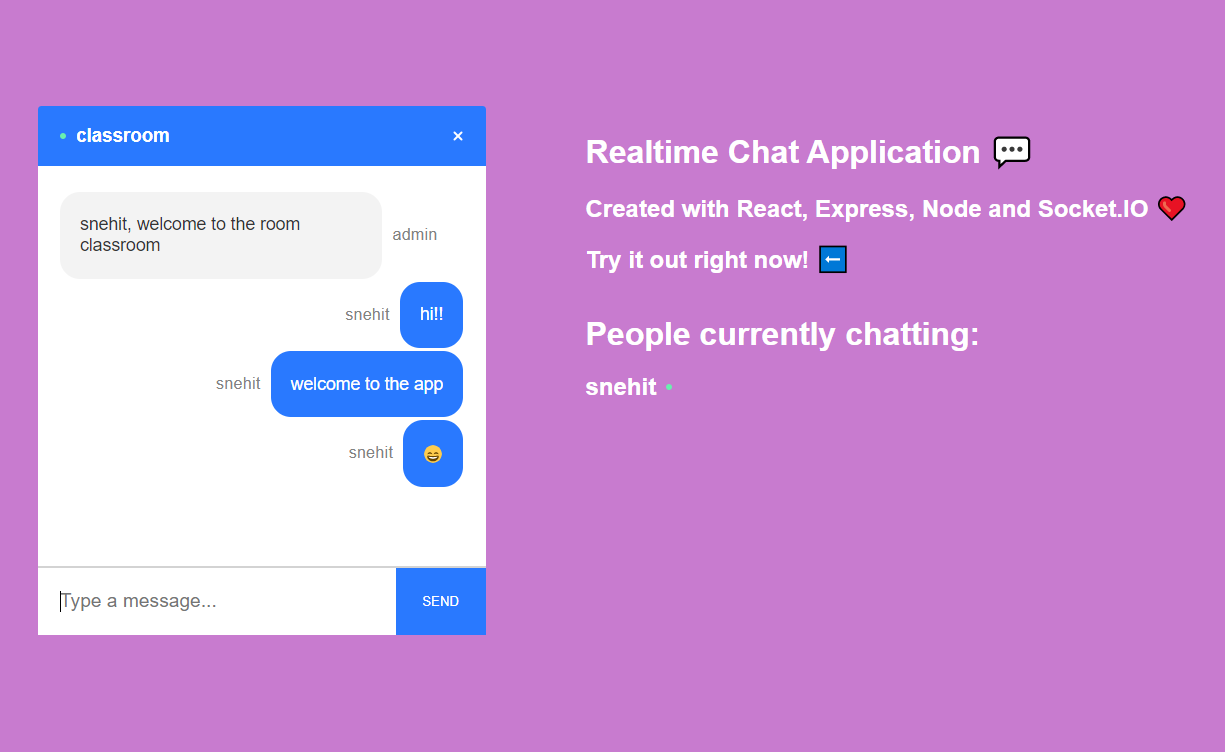 classroom ×
snehit, welcome to the room
classroom
admin
snehit
hi!!
snehit
welcome to the app
snehit
😄
Type a message...
SEND
Realtime Chat Application 💬
Created with React, Express, Node and Socket.IO ❤️
Try it out right now! ⬅️
People currently chatting:
snehit